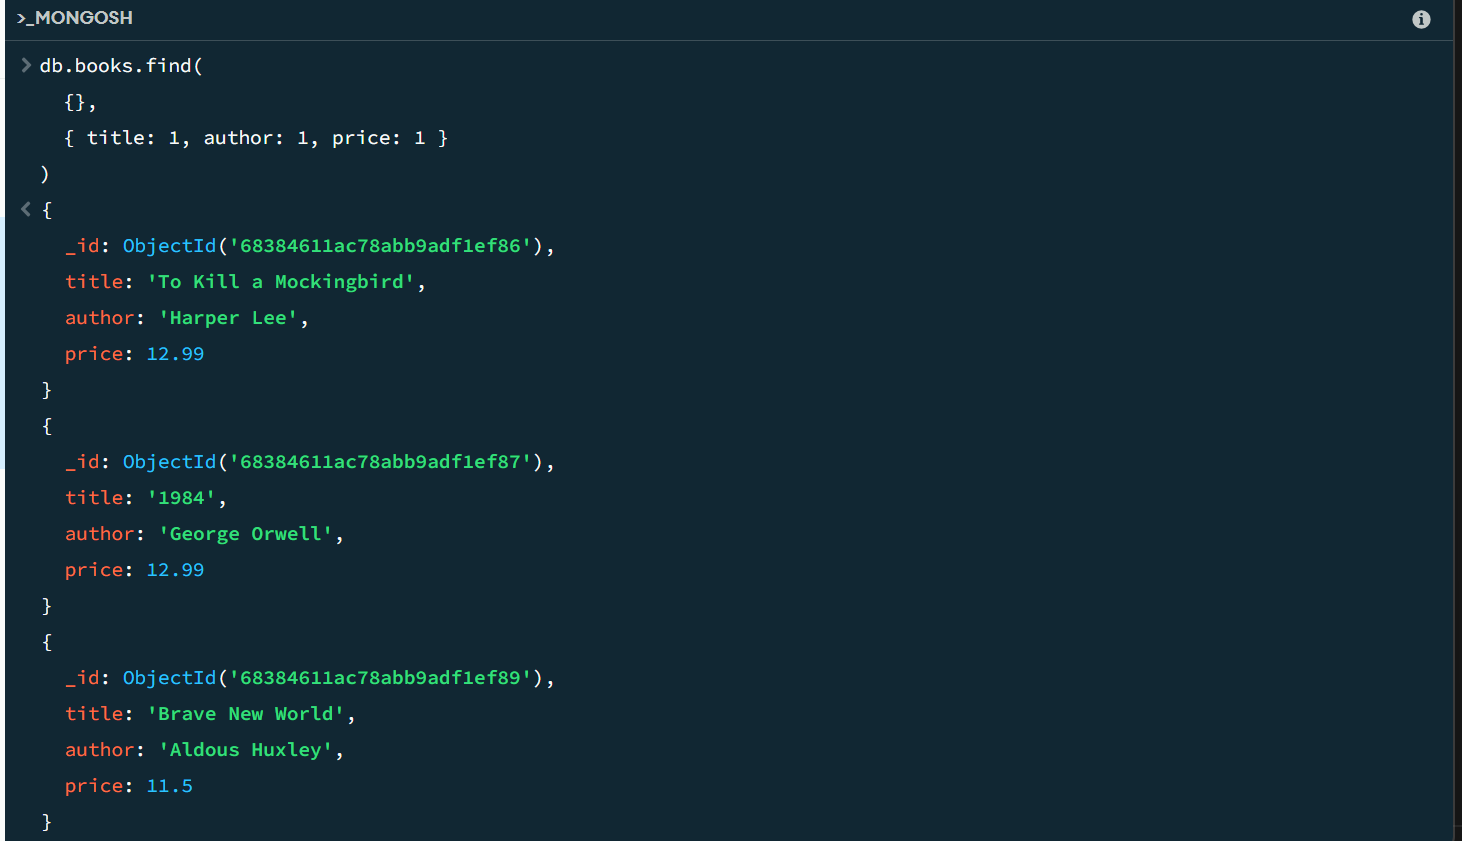 >_MONGOSH
> db.books.find(
{},
{ title: 1, author: 1, price: 1 }
)
< {
_id: ObjectId('68384611ac78abb9adf1ef86'),
title: 'To Kill a Mockingbird',
author: 'Harper Lee',
price: 12.99
}
{
_id: ObjectId('68384611ac78abb9adf1ef87'),
title: '1984',
author: 'George Orwell',
price: 12.99
}
{
_id: ObjectId('68384611ac78abb9adf1ef89'),
title: 'Brave New World',
author: 'Aldous Huxley',
price: 11.5
}